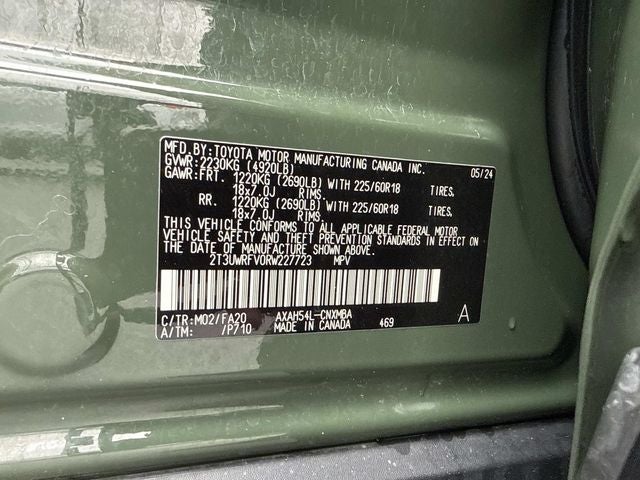 MFD.BY:TOYOTA MOTOR MANUFACTURING CANADA INC.
GVWR:2230KG (4920LB) 05/24
GAWR:FRT. 1220KG (2690LB) WITH 225/60R18 TIRES,
18x7.0J RIMS
RR. 1220KG (2690LB) WITH 225/60R18 TIRES,
18x7.0J RIMS
THIS VEHICLE CONFORMS TO ALL APPLICABLE FEDERAL MOTOR
VEHICLE SAFETY AND THEFT PREVENTION STANDARDS IN EFFECT ON
THE DATE OF MANUFACTURE SHOWN ABOVE.
2T3UWRFV0RW227723 MPV
C/TR:M02/FA20 AXAH54L-CNXMBA
A/TM: /P710 MADE IN CANADA 469 A